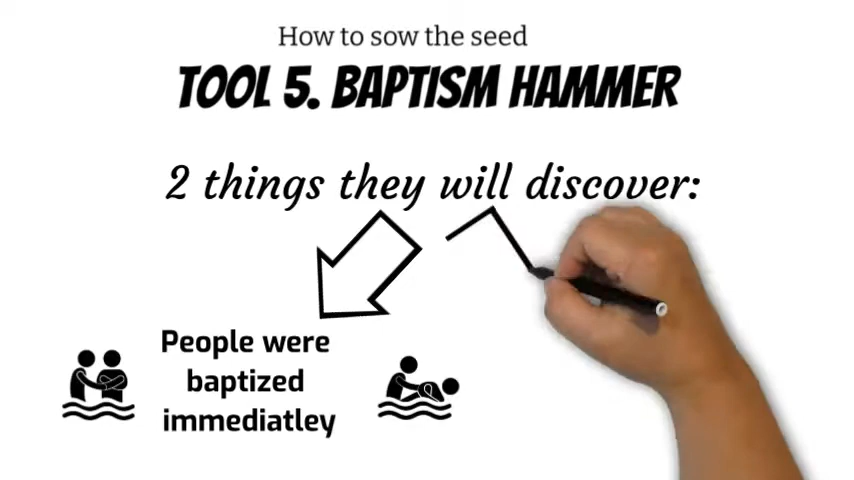 How to sow the seed
TOOL 5. BAPTISM HAMMER
2 things they will discover:
People were
baptized
immediatley